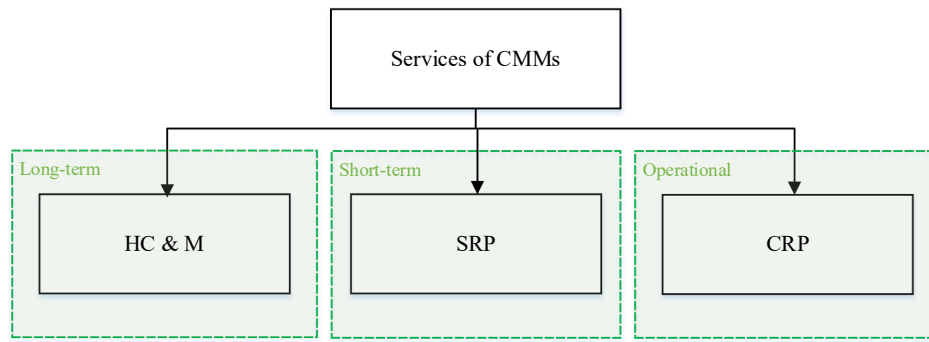 Services of CMMs
Long-term
Short-term
Operational
HC & M
SRP
CRP